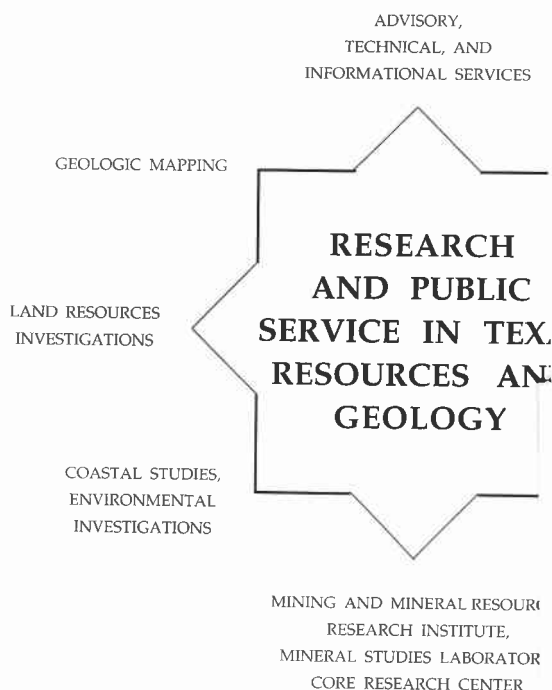 ADVISORY,
TECHNICAL, AND
INFORMATIONAL SERVICES
GEOLOGIC MAPPING
RESEARCH
AND PUBLIC
SERVICE IN TEX
RESOURCES AN
GEOLOGY
LAND RESOURCES
INVESTIGATIONS
COASTAL STUDIES,
ENVIRONMENTAL
INVESTIGATIONS
MINING AND MINERAL RESOUR
RESEARCH INSTITUTE,
MINERAL STUDIES LABORATOR
CORE RESEARCH CENTER